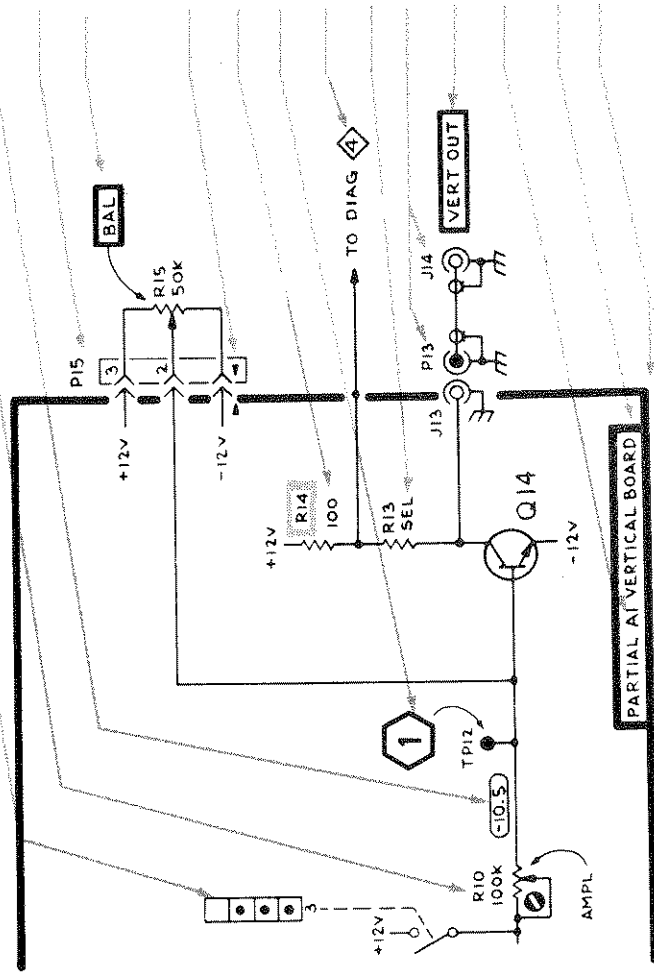 BAL
P15
3
2
R15
50K
+12V
-12V
TO DIAG 4
VERT OUT
+12V
R14
100
R13
SEL
J13
P13
J14
Q14
-12V
PARTIAL A1 VERTICAL BOARD
1
TP12
-10.5
3
+12V
R10
100K
AMPL